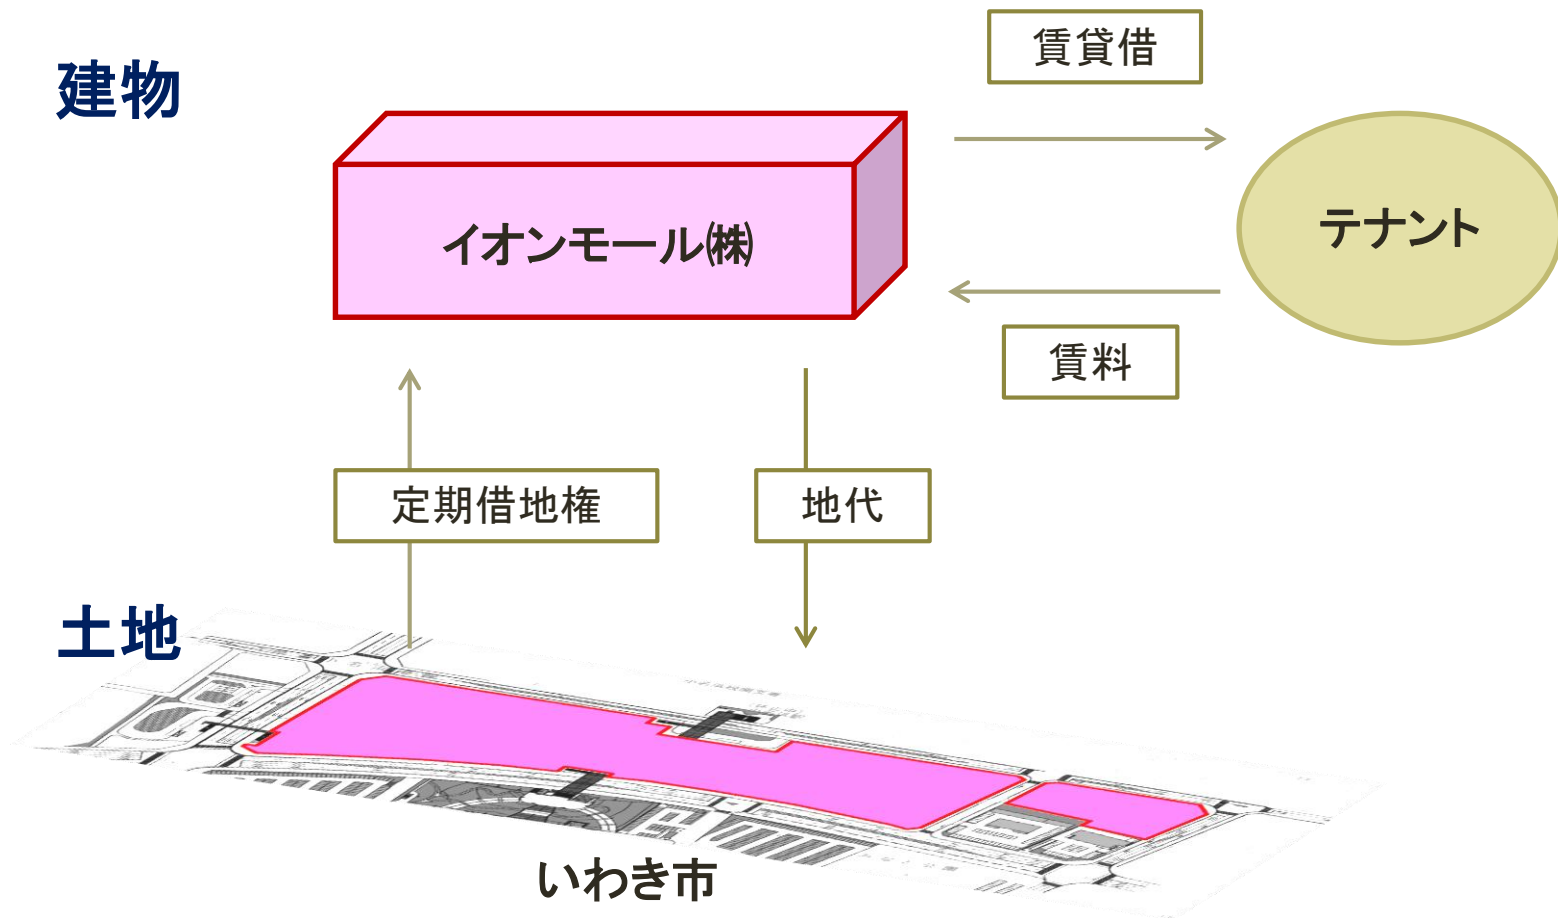 建物
賃貸借
イオンモール㈱
テナント
賃料
定期借地権
地代
土地
いわき市